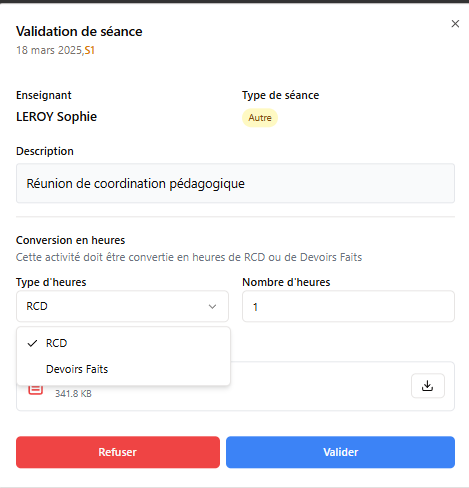 Validation de séance
18 mars 2025,S1
Enseignant
Type de séance
LEROY Sophie
Autre
Description
Réunion de coordination pédagogique
Conversion en heures
Cette activité doit être convertie en heures de RCD ou de Devoirs Faits
Type d'heures
Nombre d'heures
RCD
1
RCD
Devoirs Faits
341.8 KB
Refuser
Valider